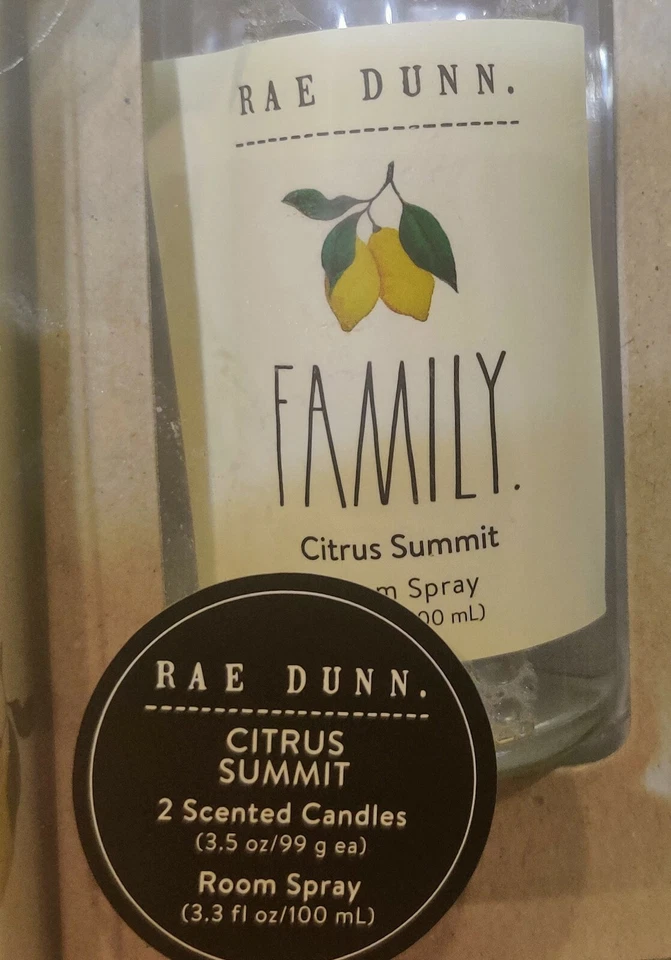 RAE DUNN.
FAMILY.
Citrus Summit
Spray
RAE DUNN.
CITRUS
SUMMIT
2 Scented Candles
(3.5 oz/99 g ea)
Room Spray
(3.3 fl oz/100 mL)